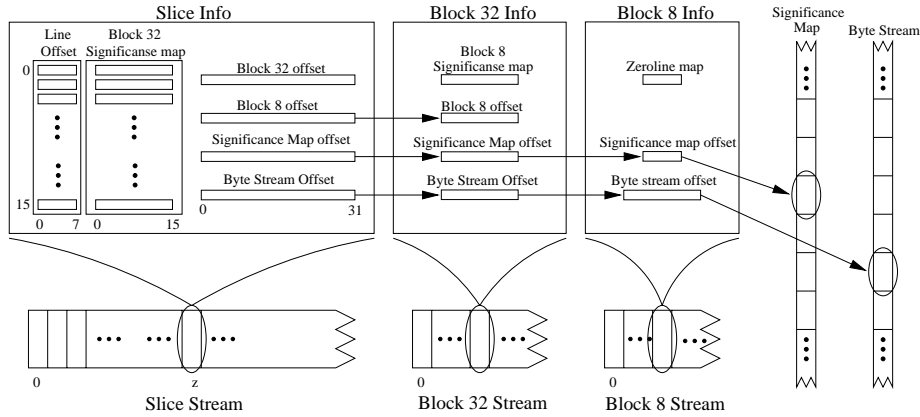 Slice Info
Block 32 Info
Block 8 Info
Significance
Map
Byte Stream
Line
Offset
Block 32
Significanse map
0
15
0
7
0
15
Block 32 offset
Block 8 offset
Significance Map offset
Byte Stream Offset
0
31
Block 8
Significanse map
Block 8 offset
Significance Map offset
Byte Stream Offset
Zeroline map
Significance map offset
Byte stream offset
0
z
Slice Stream
0
Block 32 Stream
0
Block 8 Stream